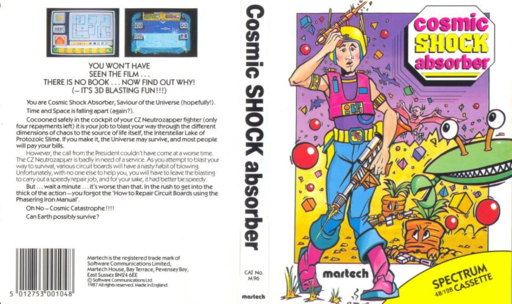 YOU WON'T HAVE
SEEN THE FILM . . .
THERE IS NO BOOK . . . NOW FIND OUT WHY!
(– IT'S 3D BLASTING FUN!!!)
You are Cosmic Shock Absorber, Saviour of the Universe (hopefully!).
Time and Space is falling apart (again?).
Cocooned safely in the cockpit of your CZ Neutrozapper fighter (only
four repayments left) it is your job to blast your way through the different
dimensions of chaos to the source of life itself, the Interstellar Lake of
Protozoic Slime. If you make it, the Universe may survive, and most people
will pay your bills.
However, the call from the President couldn't have come at a worse time.
The CZ Neutrozapper is badly in need of a service. As you attempt to blast your
way to survival, various circuit boards will have a nasty habit of blowing.
Unfortunately, with no one else to help you, you will have to leave the blasting
to carry out a speedy repair job, and for your sake, it had better be speedy.
But . . . wait a minute . . . it's worse than that. In the rush to get into the
thick of the action – you forgot the "How to Repair Circuit Boards using the
Phasering Iron Manual".
Oh No – Cosmic Catastrophe!!!!
Can Earth possibly survive?
5 012753 001048
Martech is the registered trade mark of
Software Communications Limited,
Martech House, Bay Terrace, Pevensey Bay,
East Sussex BN24 6EE
© Software Communications Ltd.
1987 All rights reserved. made in England.
Cosmic SHOCK absorber
CAT No.
M 96
cosmic
SHOCK
absorber
martech
SPECTRUM
48/128 CASSETTE